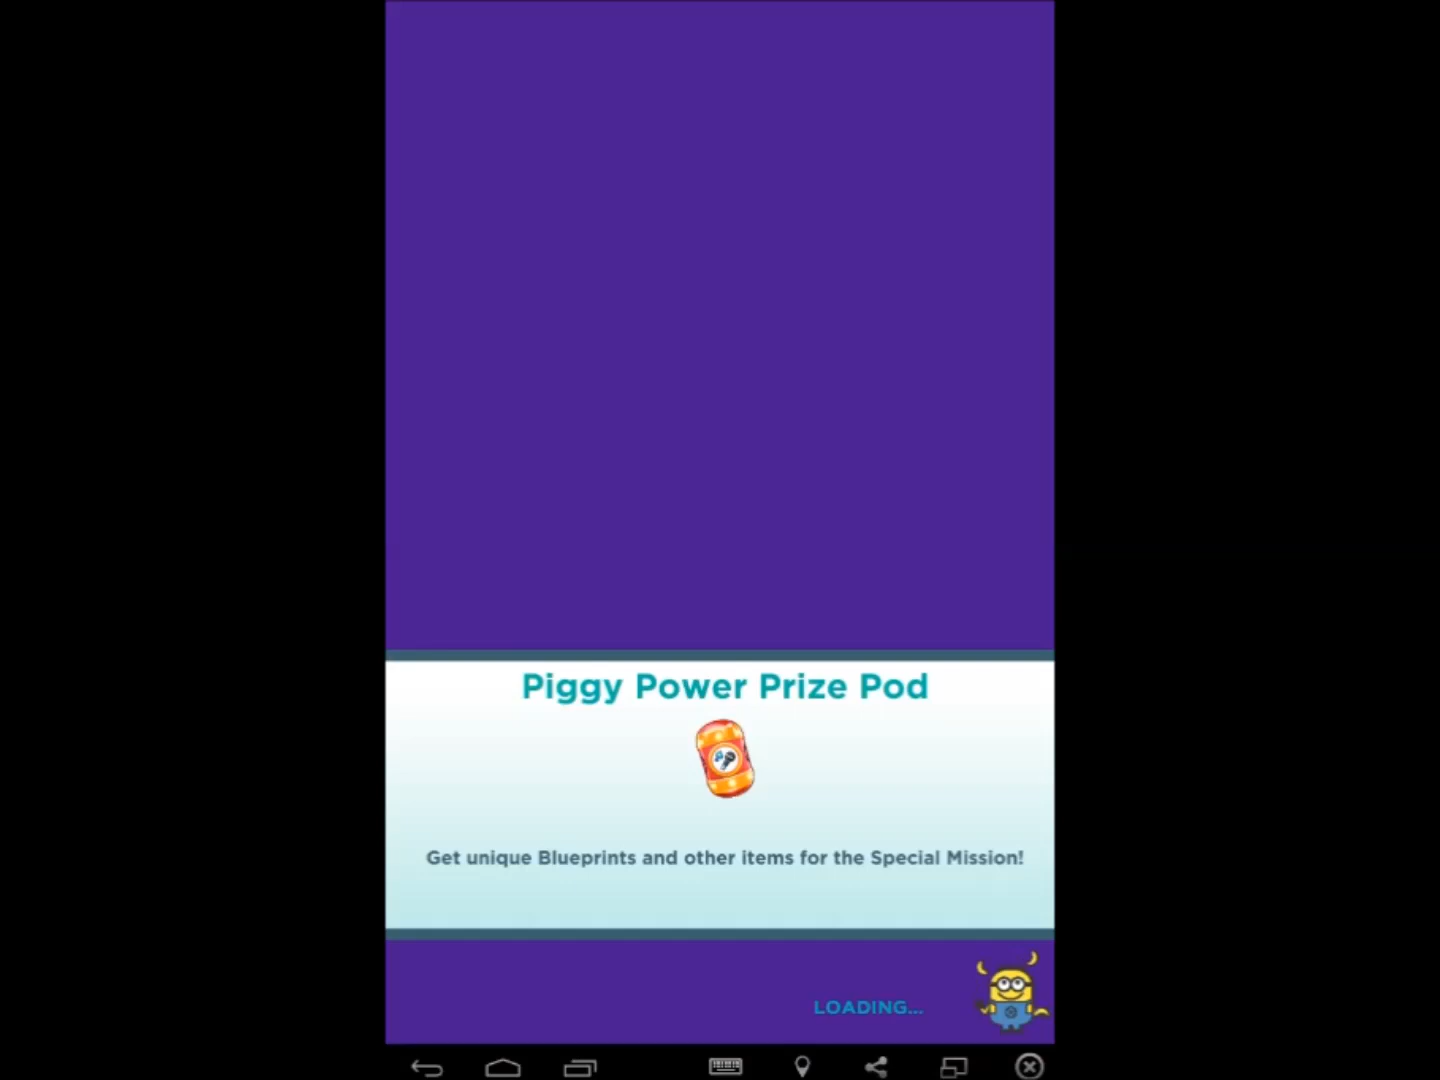 Piggy Power Prize Pod
Get unique Blueprints and other items for the Special Mission!
LOADING...